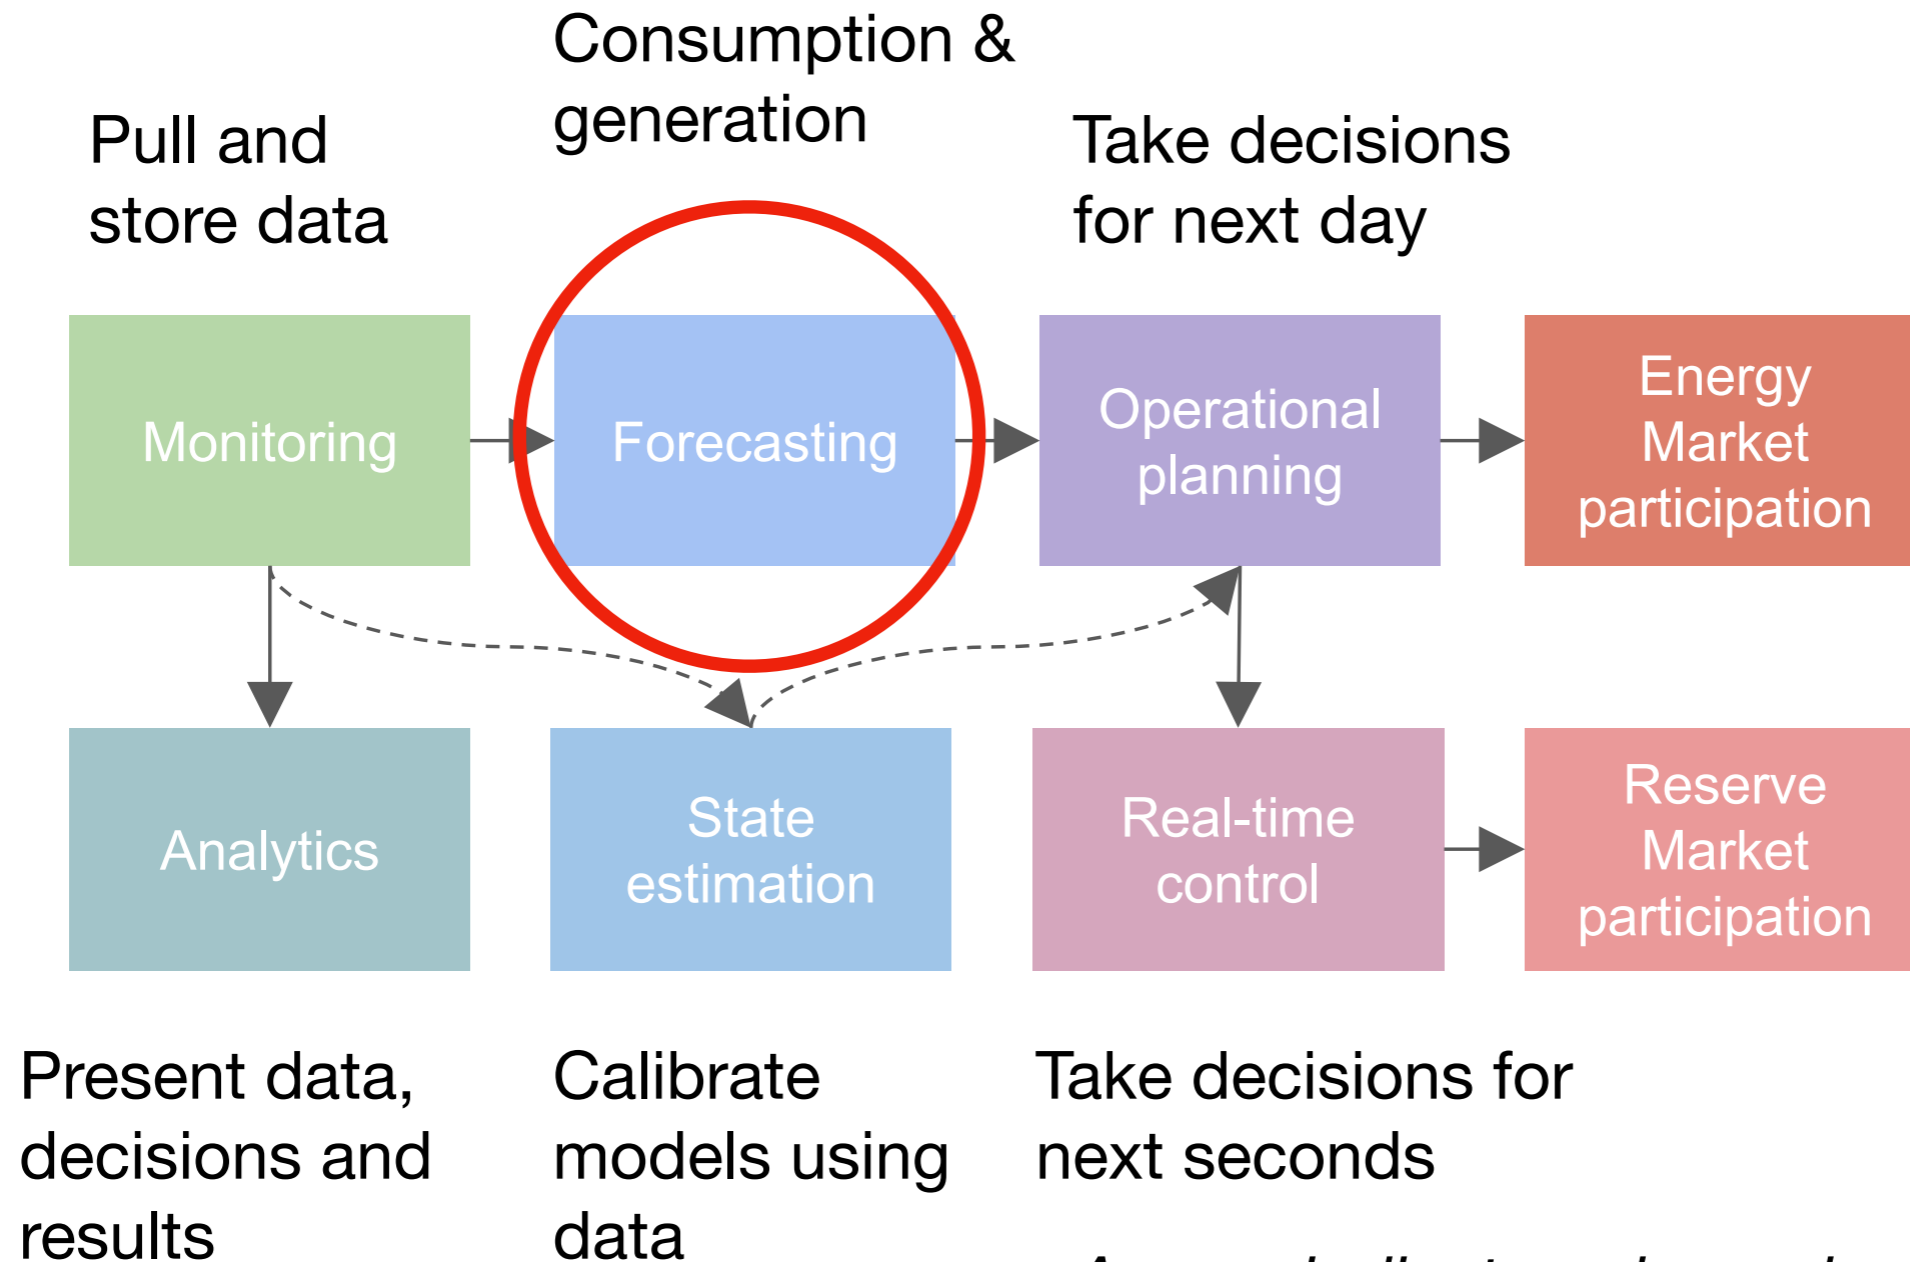 Consumption &
generation
Pull and
store data
Take decisions
for next day
Monitoring
Forecasting
Operational
planning
Energy
Market
participation
Analytics
State
estimation
Real-time
control
Reserve
Market
participation
Present data,
decisions and
results
Calibrate
models using
data
Take decisions for
next seconds